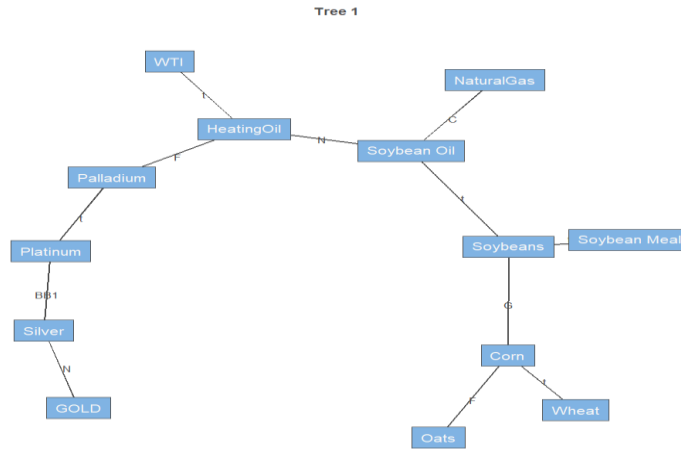 Tree 1
WTI
NaturalGas
t
C
HeatingOil
N
Soybean Oil
F
Palladium
t
t
Platinum
Soybeans
Soybean Meal
BB1
G
Silver
Corn
N
F
t
GOLD
Wheat
Oats